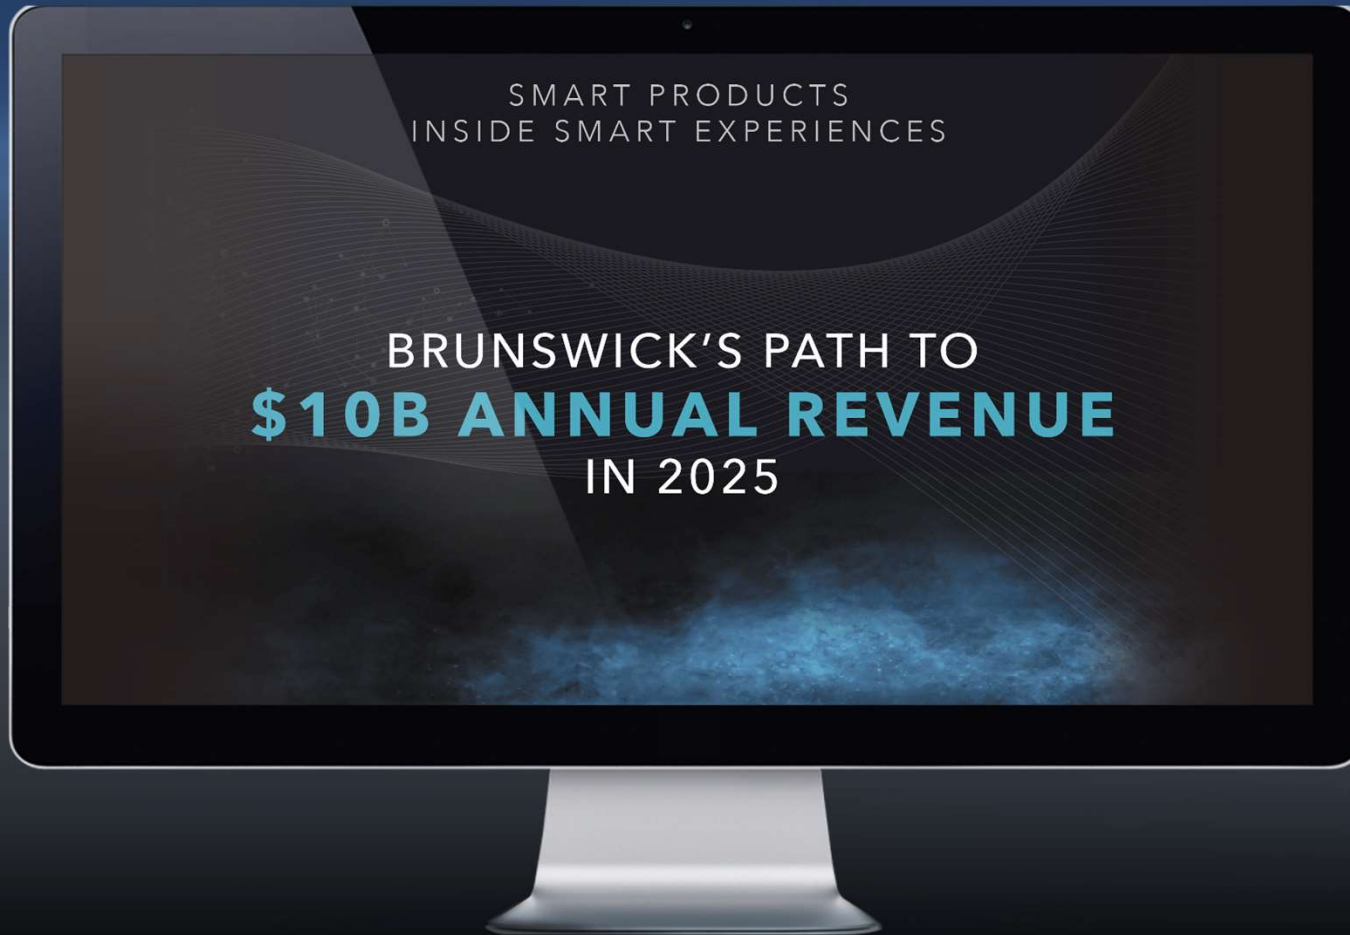 SMART PRODUCTS
INSIDE SMART EXPERIENCES
BRUNSWICK’S PATH TO
$10B ANNUAL REVENUE
IN 2025